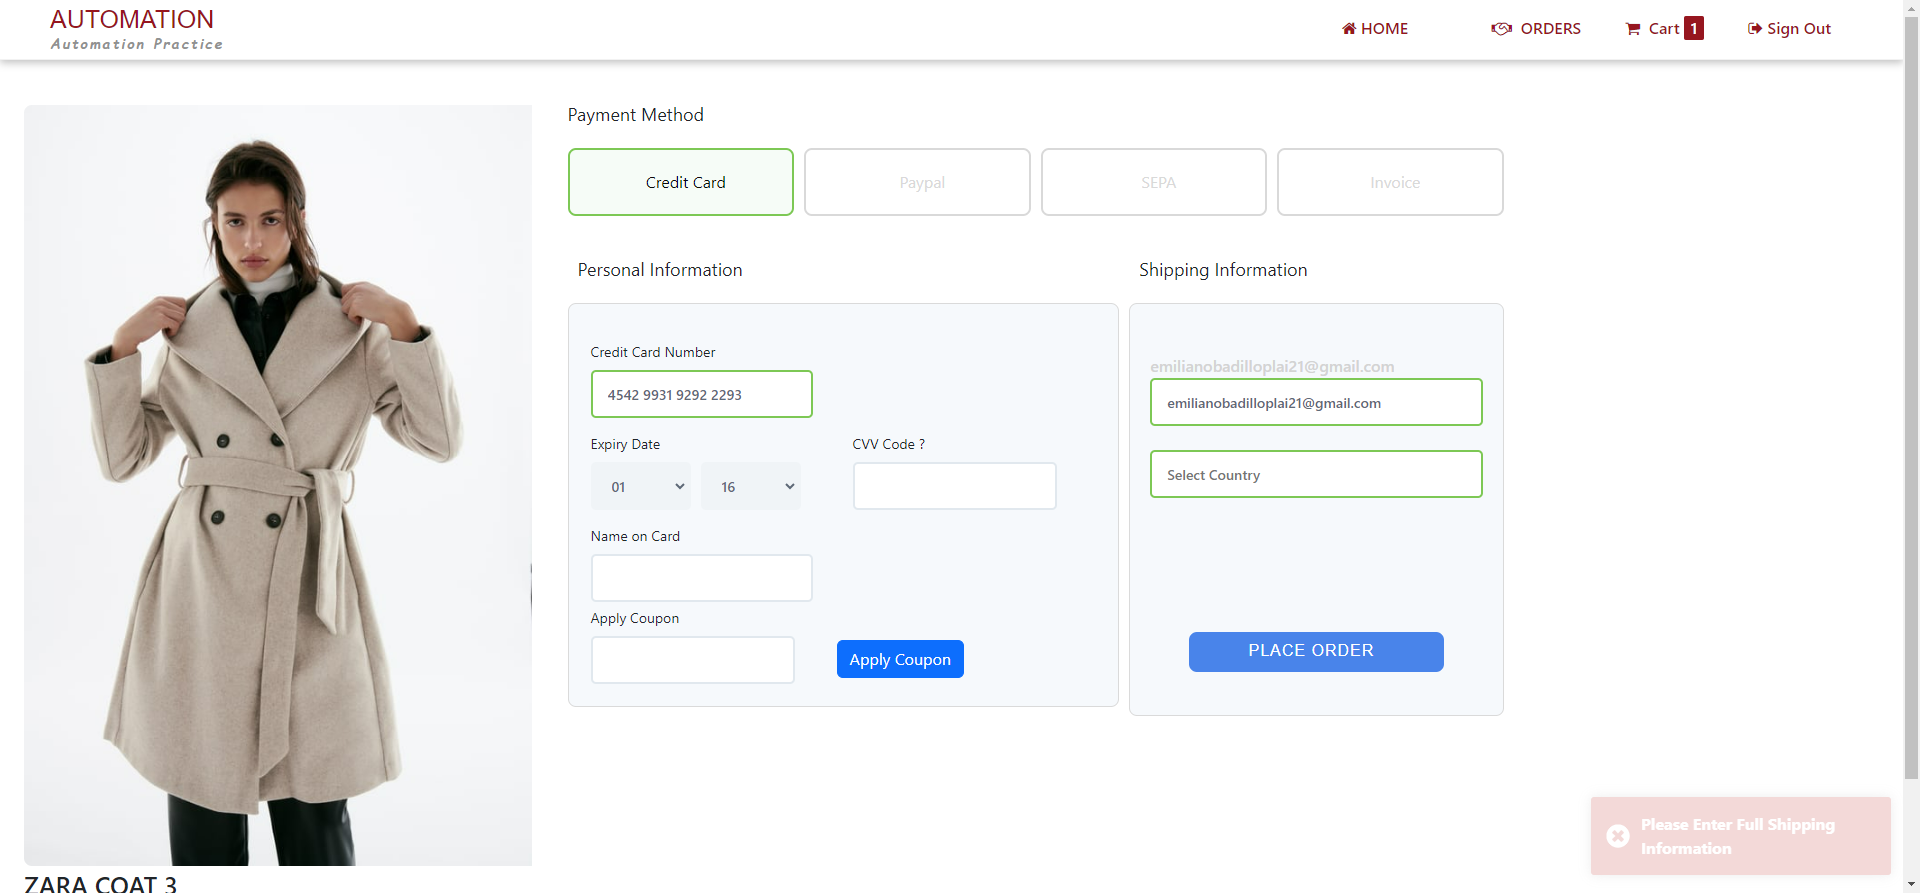 AUTOMATION
Automation Practice
HOME
ORDERS
Cart 1
Sign Out
Payment Method
Credit Card
Paypal
SEPA
Invoice
Personal Information
Shipping Information
Credit Card Number
4542 9931 9292 2293
Expiry Date
CVV Code ?
01
16
Name on Card
Apply Coupon
Apply Coupon
emilianobadilloplai21@gmail.com
emilianobadilloplai21@gmail.com
Select Country
PLACE ORDER
Please Enter Full Shipping
Information
ZARA COAT 3